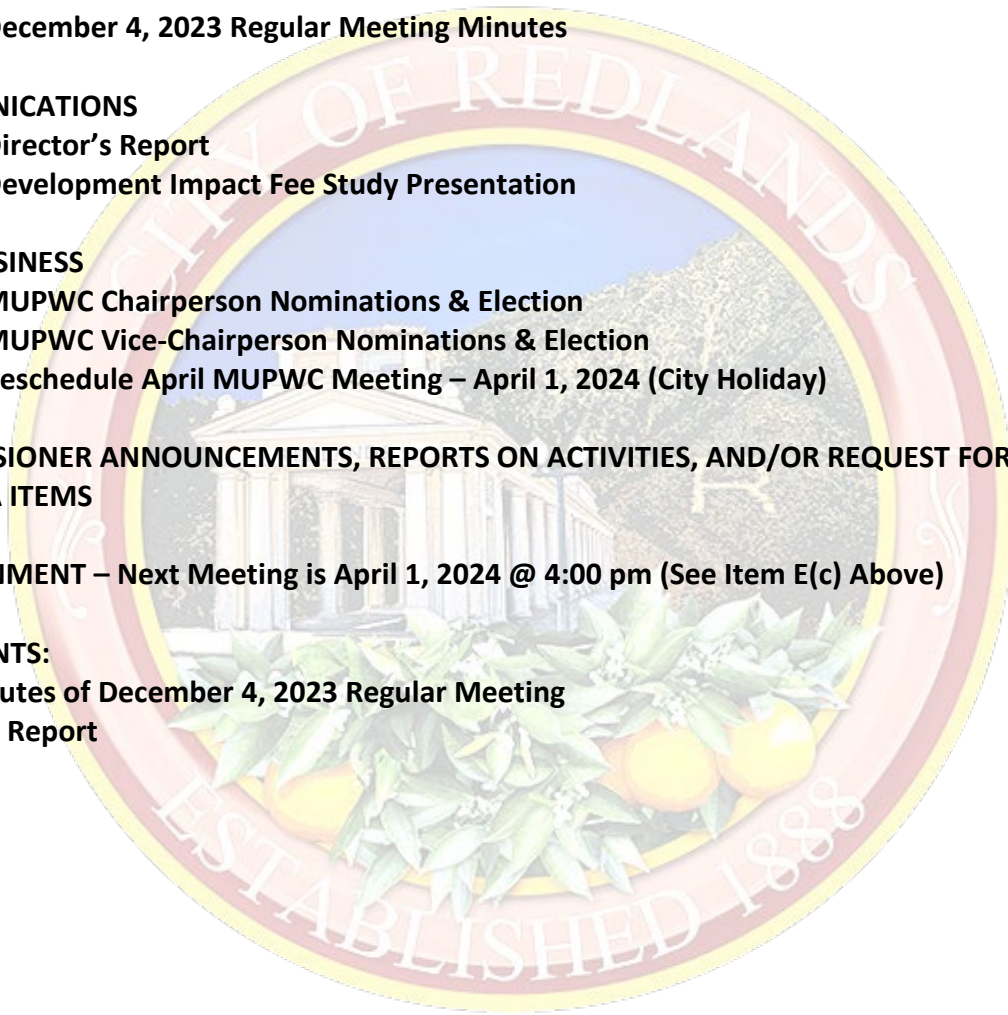 December 4, 2023 Regular Meeting Minutes
NICATIONS
Director's Report
Development Impact Fee Study Presentation
SINESS
MUPWC Chairperson Nominations & Election
MUPWC Vice-Chairperson Nominations & Election
eschedule April MUPWC Meeting – April 1, 2024 (City Holiday)
SIONER ANNOUNCEMENTS, REPORTS ON ACTIVITIES, AND/OR REQUEST FOR
A ITEMS
NMENT – Next Meeting is April 1, 2024 @ 4:00 pm (See Item E(c) Above)
NTS:
utes of December 4, 2023 Regular Meeting
Report
CITY OF REDLANDS
ESTABLISHED 1888